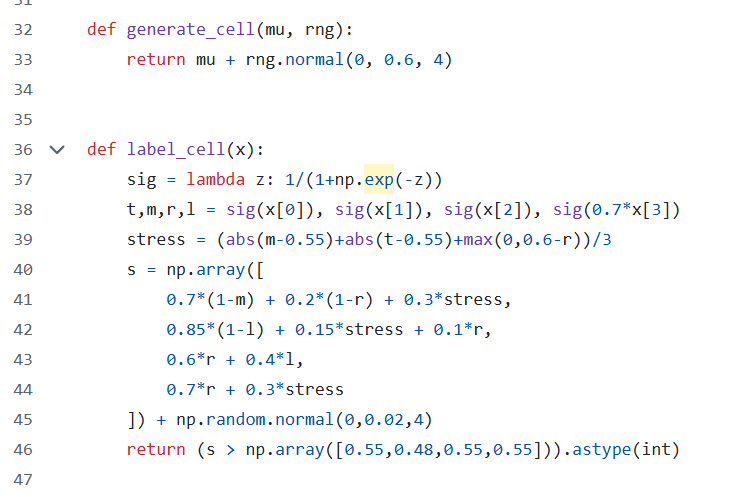 32 def generate_cell(mu, rng):
33     return mu + rng.normal(0, 0.6, 4)
34
35
36 def label_cell(x):
37     sig = lambda z: 1/(1+np.exp(-z))
38     t,m,r,l = sig(x[0]), sig(x[1]), sig(x[2]), sig(0.7*x[3])
39     stress = (abs(m-0.55)+abs(t-0.55)+max(0,0.6-r))/3
40     s = np.array([
41         0.7*(1-m) + 0.2*(1-r) + 0.3*stress,
42         0.85*(1-l) + 0.15*stress + 0.1*r,
43         0.6*r + 0.4*l,
44         0.7*r + 0.3*stress
45     ]) + np.random.normal(0,0.02,4)
46     return (s > np.array([0.55,0.48,0.55,0.55])).astype(int)
47